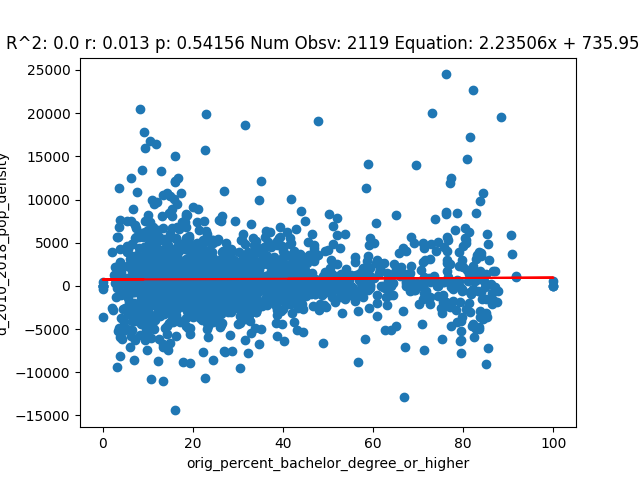 R^2: 0.0 r: 0.013 p: 0.54156 Num Obsv: 2119 Equation: 2.23506x + 735.95
25000
20000
15000
10000
5000
0
−5000
−10000
−15000
d_2010_2018_pop_density
0 20 40 60 80 100
orig_percent_bachelor_degree_or_higher